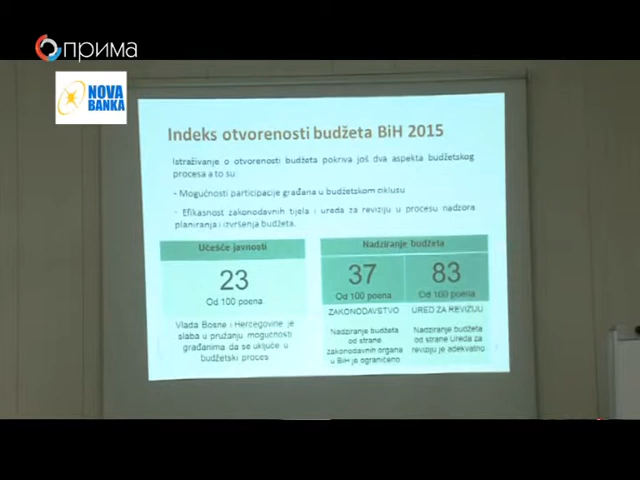 прима
NOVA
BANKA
Indeks otvorenosti budžeta BiH 2015
Istraživanje o otvorenosti budžeta pokriva još dva aspekta budžetskog
procesa a to su
- Mogućnosti participacije građana u budžetskom ciklusu
- Efikasnost zakonodavnih tijela i ureda za reviziju u procesu nadzora
planiranja i izvršenja budžeta.
Učešće javnosti
23
Od 100 poena
Vlada Bosne i Hercegovine je
slaba u pružanju mogućnosti
građanima da se uključe u
budžetski proces
Nadziranje budžeta
37
Od 100 poena
ZAKONODAVSTVO
Nadziranje budžeta
od strane
zakonodavnih organa
u BiH je ograničeno
83
Od 100 poena
URED ZA REVIZIJU
Nadziranje budžeta
od strane Ureda za
reviziju je adekvatno